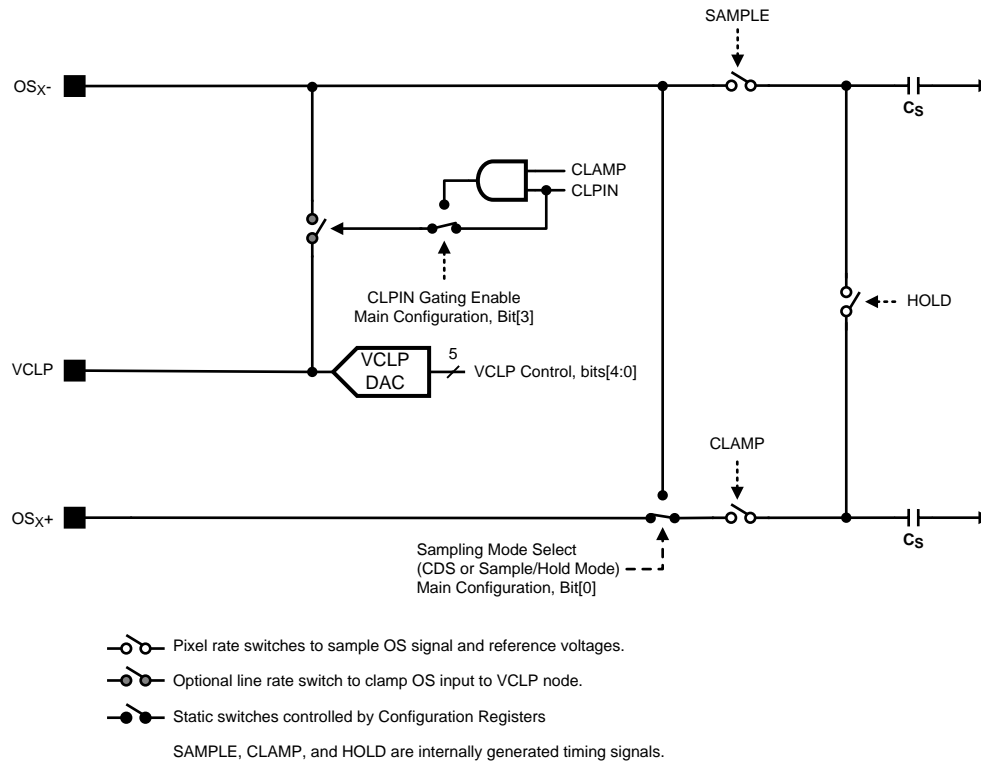 SAMPLE
OSX-
CS
CLAMP
CLPIN
CLPIN Gating Enable
Main Configuration, Bit[3]
HOLD
VCLP
VCLP
DAC
5
VCLP Control, bits[4:0]
CLAMP
OSX+
CS
Sampling Mode Select
(CDS or Sample/Hold Mode)
Main Configuration, Bit[0]
Pixel rate switches to sample OS signal and reference voltages.
Optional line rate switch to clamp OS input to VCLP node.
Static switches controlled by Configuration Registers
SAMPLE, CLAMP, and HOLD are internally generated timing signals.